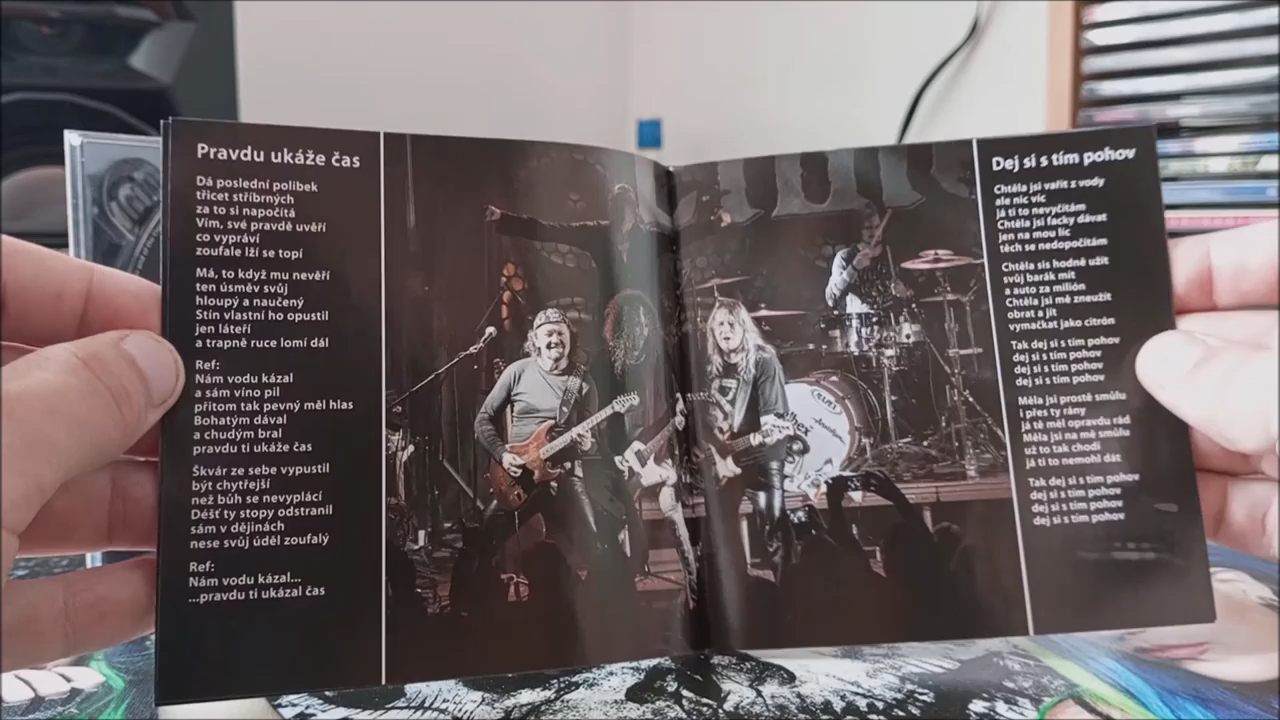 Pravdu ukáže čas
Dá poslední polibek
třicet stříbrných
za to si napočítá
Vím, své pravdě uvěří
co vypráví
zoufale lží se topí
Má, to když mu nevěří
ten úsměv svůj
hloupý a naučený
Stín vlastní ho opustil
jen láteří
a trapně ruce lomí dál
Ref:
Nám vodu kázal
a sám víno pil
přitom tak pevný měl hlas
Bohatým dával
a chudým bral
pravdu ti ukáže čas
Škvár ze sebe vypustil
být chytřejší
než bůh se nevyplácí
Déšť ty stopy odstranil
sám v dějinách
nese svůj úděl zoufalý
Ref:
Nám vodu kázal...
...pravdu ti ukázal čas
Dej si s tím pohov
Chtěla jsi vařit z vody
ale nic víc
já ti to nevyčítám
Chtěla jsi facky dávat
jen na mou líc
těch se nedopočítám
Chtěla sis hodně užít
svůj barák mít
a auto za milión
Chtěla jsi mě zneužít
obrat a jít
vymačkat jako citrón
Tak dej si s tím pohov
dej si s tím pohov
dej si s tím pohov
dej si s tím pohov
Měla jsi prostě smůlu
i přes ty rány
já tě měl opravdu rád
Měla jsi na mě smůlu
už to tak chodí
já ti to nemohl dát
Tak dej si s tím pohov
dej si s tím pohov
dej si s tím pohov
dej si s tím pohov